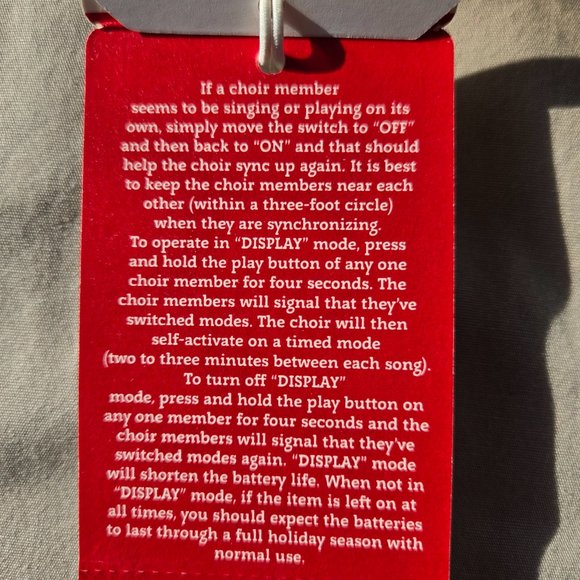 If a choir member
seems to be singing or playing on its
own, simply move the switch to “OFF”
and then back to “ON” and that should
help the choir sync up again. It is best
to keep the choir members near each
other (within a three-foot circle)
when they are synchronizing.
To operate in “DISPLAY” mode, press
and hold the play button of any one
choir member for four seconds. The
choir members will signal that they’ve
switched modes. The choir will then
self-activate on a timed mode
(two to three minutes between each song).
To turn off “DISPLAY”
mode, press and hold the play button on
any one member for four seconds and the
choir members will signal that they’ve
switched modes again. “DISPLAY” mode
will shorten the battery life. When not in
“DISPLAY” mode, if the item is left on at
all times, you should expect the batteries
to last through a full holiday season with
normal use.